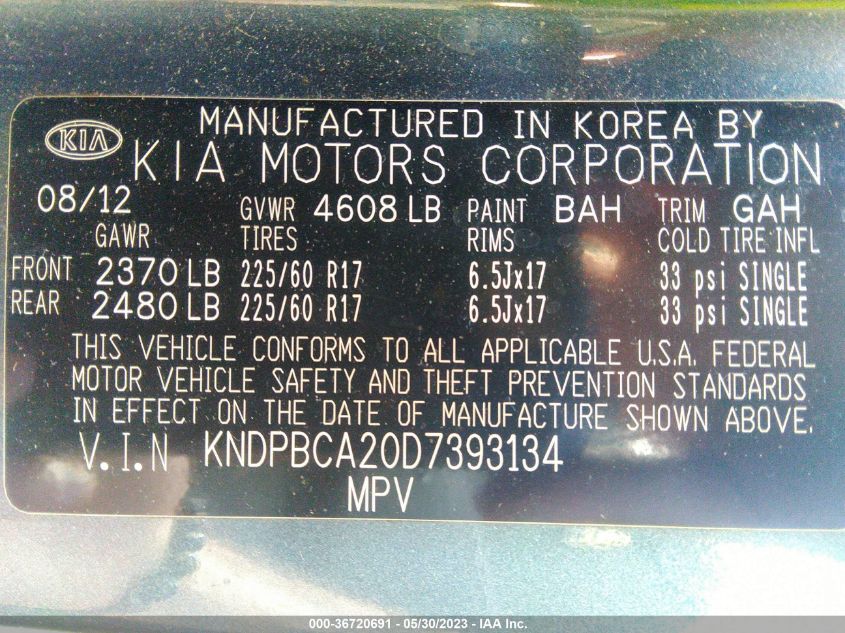 MANUFACTURED IN KOREA BY
KIA KIA MOTORS CORPORATION
08/12 GVWR 4608 LB PAINT BAH TRIM GAH
GAWR TIRES RIMS COLD TIRE INFL
FRONT 2370 LB 225/60 R17 6.5Jx17 33 psi SINGLE
REAR 2480 LB 225/60 R17 6.5Jx17 33 psi SINGLE
THIS VEHICLE CONFORMS TO ALL APPLICABLE U.S.A. FEDERAL
MOTOR VEHICLE SAFETY AND THEFT PREVENTION STANDARDS
IN EFFECT ON THE DATE OF MANUFACTURE SHOWN ABOVE.
V.I.N KNDPBCA20D7393134
MPV
000-36720691 - 05/30/2023 - IAA Inc.